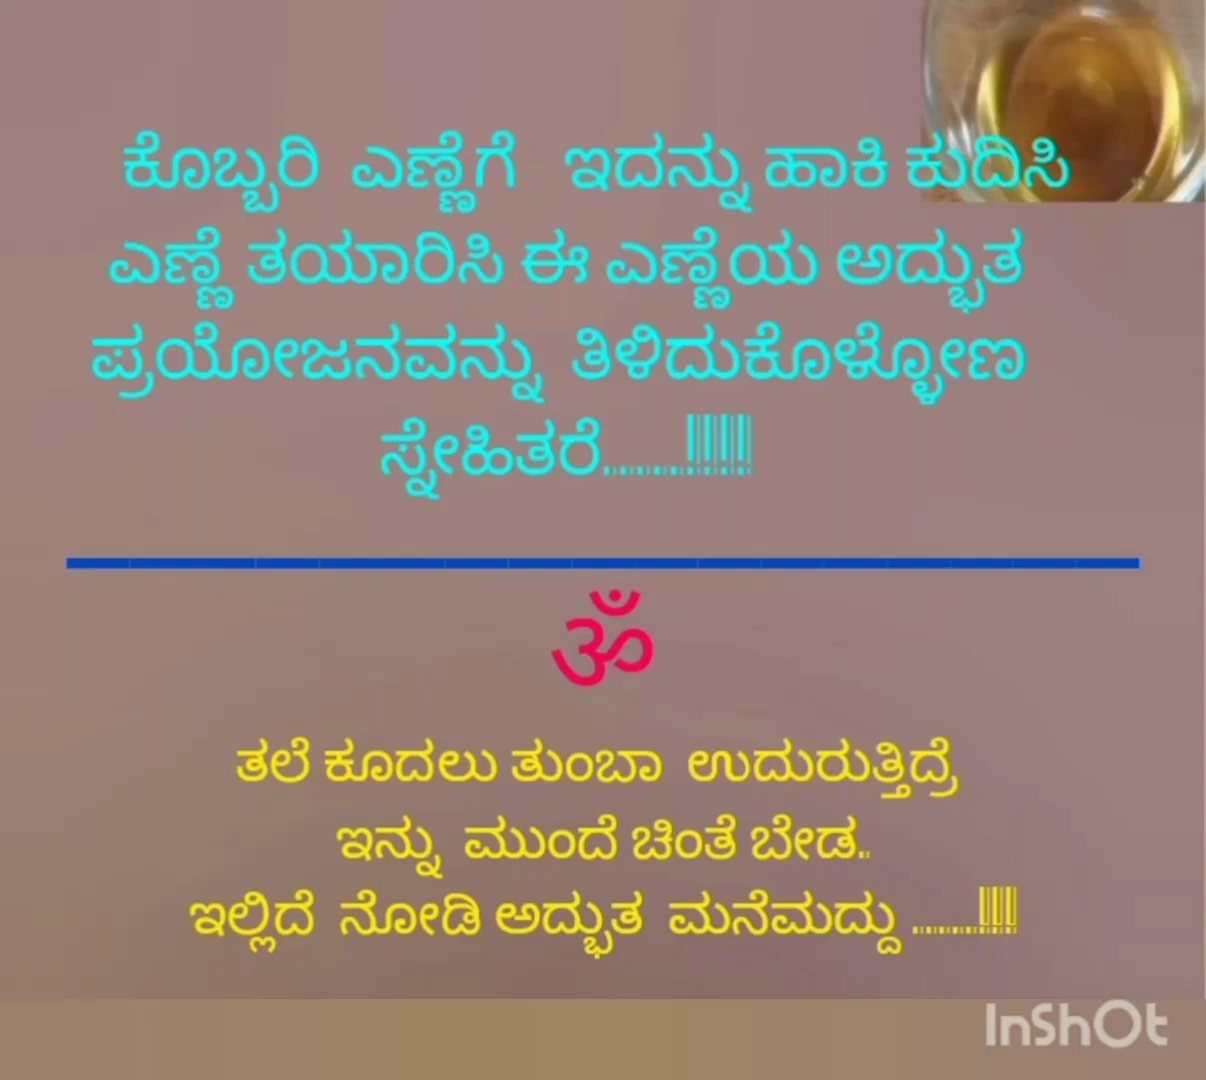 ಕೊಬ್ಬರಿ ಎಣ್ಣೆಗೆ ಇದನ್ನು ಹಾಕಿ ಕುದಿಸಿ
ಎಣ್ಣೆ ತಯಾರಿಸಿ ಈ ಎಣ್ಣೆಯ ಅದ್ಭುತ
ಪ್ರಯೋಜನವನ್ನು ತಿಳಿದುಕೊಳ್ಳೋಣ
ಸ್ನೇಹಿತರೆ..........!!!!!!!!
ॐ
ತಲೆ ಕೂದಲು ತುಂಬಾ ಉದುರುತ್ತಿದ್ರೆ
ಇನ್ನು ಮುಂದೆ ಚಿಂತೆ ಬೇಡ..
ಇಲ್ಲಿದೆ ನೋಡಿ ಅದ್ಭುತ ಮನೆಮದ್ದು ..........!!!!!
InShOt